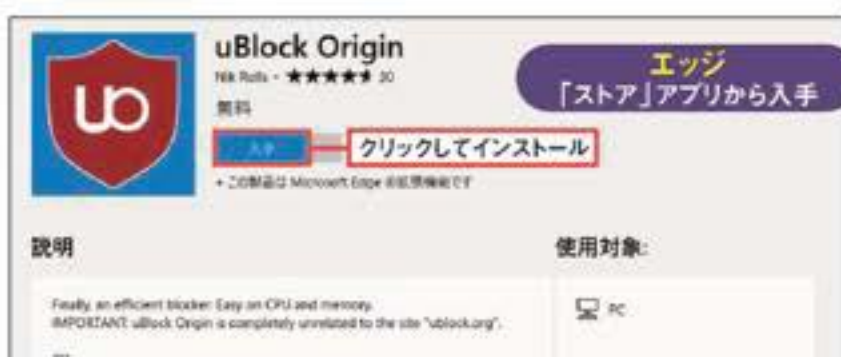 uBlock Origin
Nik Rolls・★★★★★ 30
無料
入手
クリックしてインストール
エッジ
「ストア」アプリから入手
+ この製品は Microsoft Edge の拡張機能です
説明
使用対象:
Finally, an efficient blocker. Easy on CPU and memory.
IMPORTANT: uBlock Origin is completely unrelated to the site "ublock.org".
PC